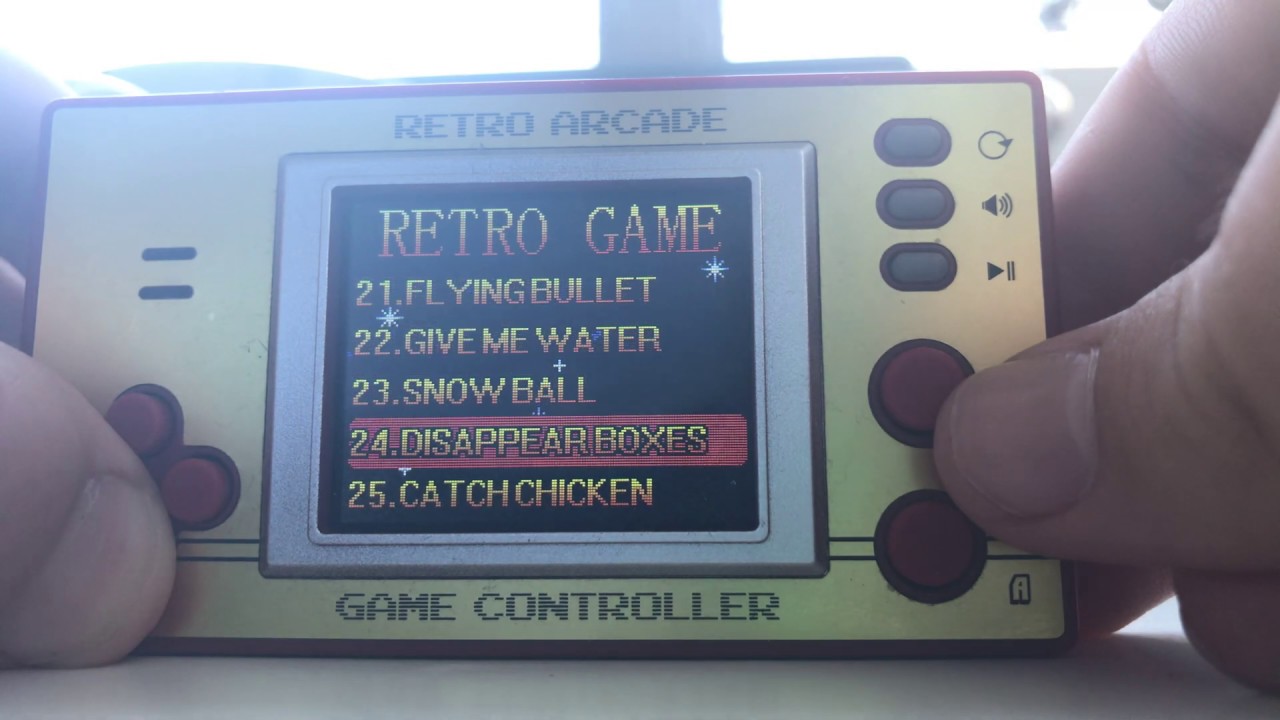 RETRO ARCADE
RETRO GAME
21.FLYING BULLET
22.GIVE ME WATER
23.SNOW BALL
24.DISAPPEAR BOXES
25.CATCH CHICKEN
GAME CONTROLLER
A